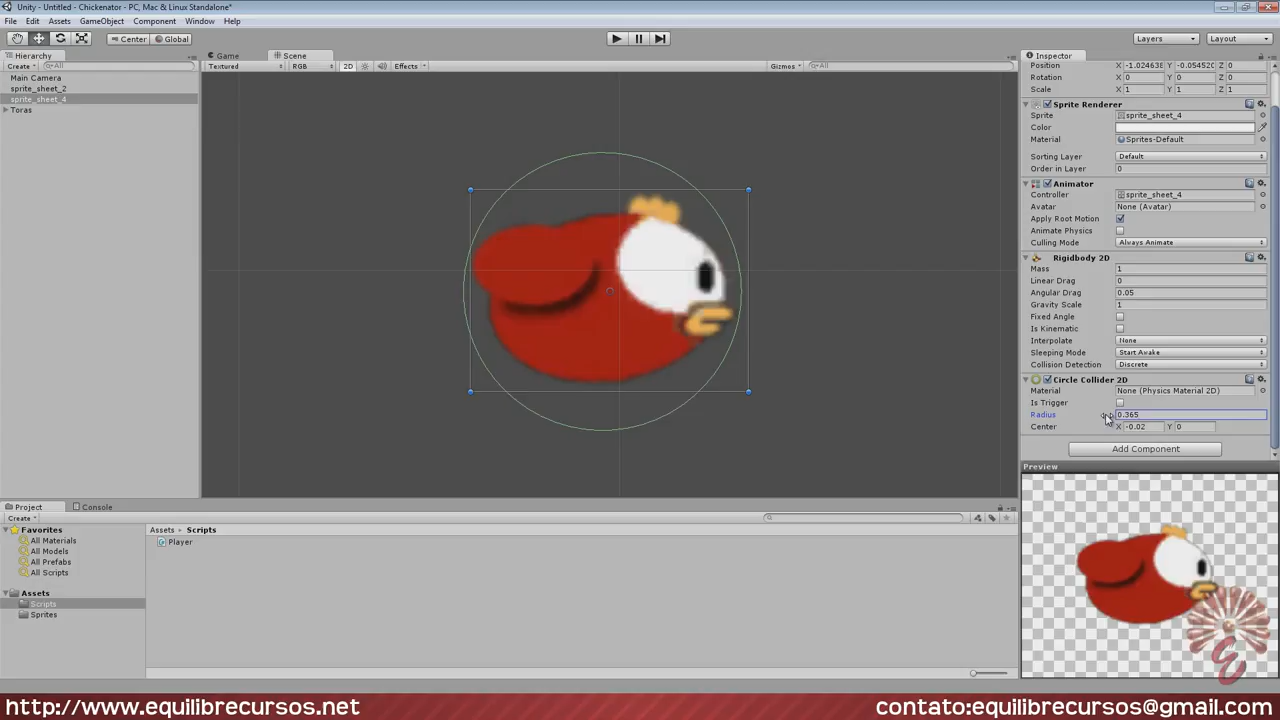 Unity - Untitled - Chickenator - PC, Mac & Linux Standalone*
File Edit Assets GameObject Component Window Help
Center Global Layers Layout
Hierarchy
Create All
Main Camera
sprite_sheet_2
sprite_sheet_4
Toras
Game Scene
Textured RGB 2D Effects Gizmos All
Inspector
Position X -1.024638 Y -0.054520 Z 0
Rotation X 0 Y 0 Z 0
Scale X 1 Y 1 Z 1
Sprite Renderer
Sprite sprite_sheet_4
Color
Material Sprites-Default
Sorting Layer Default
Order in Layer 0
Animator
Controller sprite_sheet_4
Avatar None (Avatar)
Apply Root Motion
Animate Physics
Culling Mode Always Animate
Rigidbody 2D
Mass 1
Linear Drag 0
Angular Drag 0.05
Gravity Scale 1
Fixed Angle
Is Kinematic
Interpolate None
Sleeping Mode Start Awake
Collision Detection Discrete
Circle Collider 2D
Material None (Physics Material 2D)
Is Trigger
Radius 0.365
Center X -0.02 Y 0
Add Component
Preview
Project Console
Create
Favorites
All Materials
All Models
All Prefabs
All Scripts
Assets
Scripts
Sprites
Assets Scripts
Player
http://www.equilibrecursos.net contato:equilibrecursos@gmail.com